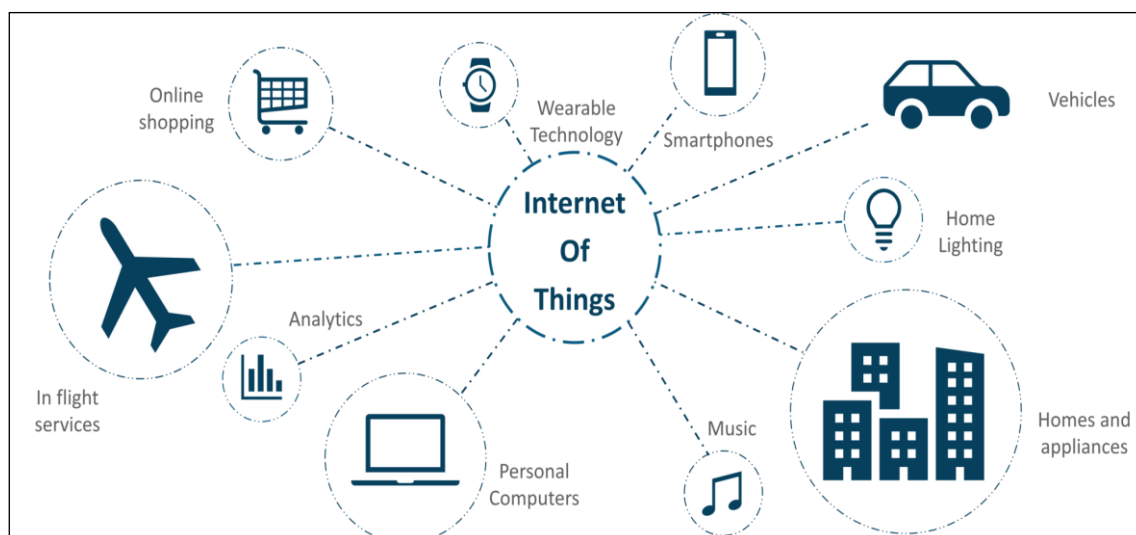 Online
shopping
Wearable
Technology
Smartphones
Vehicles
Internet
Of
Things
Home
Lighting
Analytics
In flight
services
Personal
Computers
Music
Homes and
appliances